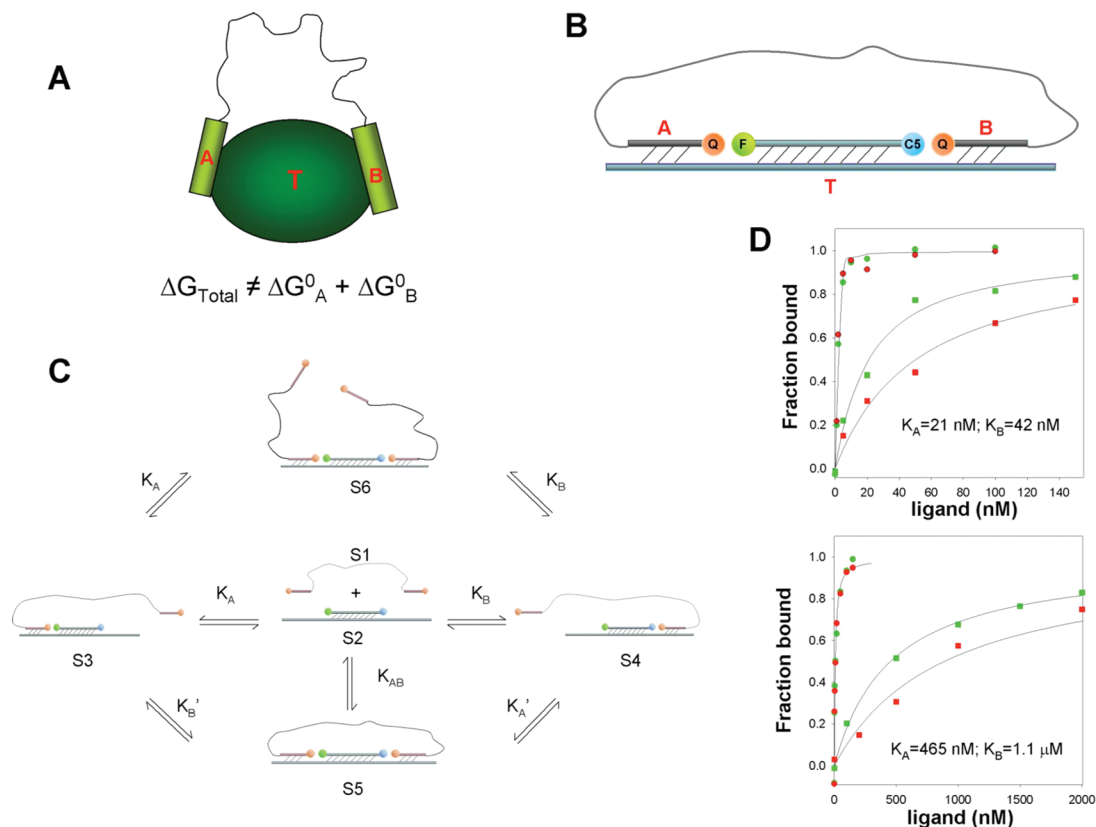 A
A
T
B
ΔG_Total ≠ ΔG⁰_A + ΔG⁰_B
B
A
Q
F
C5
Q
B
T
C
S6
K_A
K_B
S1
+
S2
K_A
K_B
S3
S4
K_AB
K_B'
K_A'
S5
D
Fraction bound
1.0
0.8
0.6
0.4
0.2
0.0
K_A=21 nM; K_B=42 nM
0 20 40 60 80 100 120 140
ligand (nM)
Fraction bound
1.0
0.8
0.6
0.4
0.2
0.0
K_A=465 nM; K_B=1.1 μM
0 500 1000 1500 2000
ligand (nM)